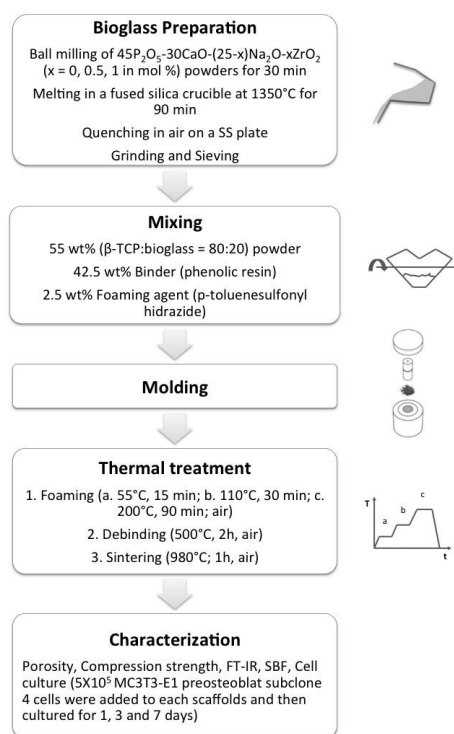 Bioglass Preparation
Ball milling of 45P₂O₅-30CaO-(25-x)Na₂O-xZrO₂
(x = 0, 0.5, 1 in mol %) powders for 30 min
Melting in a fused silica crucible at 1350°C for
90 min
Quenching in air on a SS plate
Grinding and Sieving
Mixing
55 wt% (β-TCP:bioglass = 80:20) powder
42.5 wt% Binder (phenolic resin)
2.5 wt% Foaming agent (p-toluenesulfonyl
hidrazide)
Molding
Thermal treatment
1. Foaming (a. 55°C, 15 min; b. 110°C, 30 min; c.
200°C, 90 min; air)
2. Debinding (500°C, 2h, air)
3. Sintering (980°C; 1h, air)
T
a
b
c
t
Characterization
Porosity, Compression strength, FT-IR, SBF, Cell
culture (5X10⁵ MC3T3-E1 preosteoblat subclone
4 cells were added to each scaffolds and then
cultured for 1, 3 and 7 days)